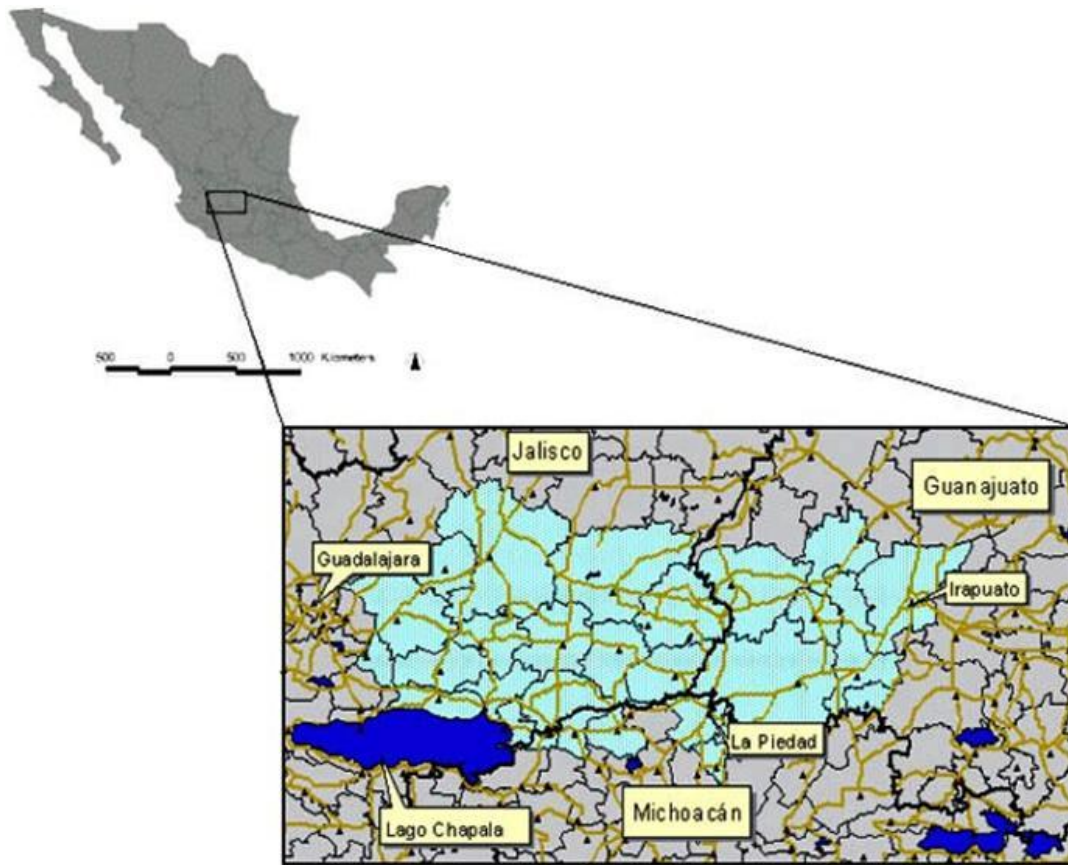 500 0 500 1000 Kilometers
Jalisco
Guanajuato
Guadalajara
Irapuato
La Piedad
Michoacán
Lago Chapala